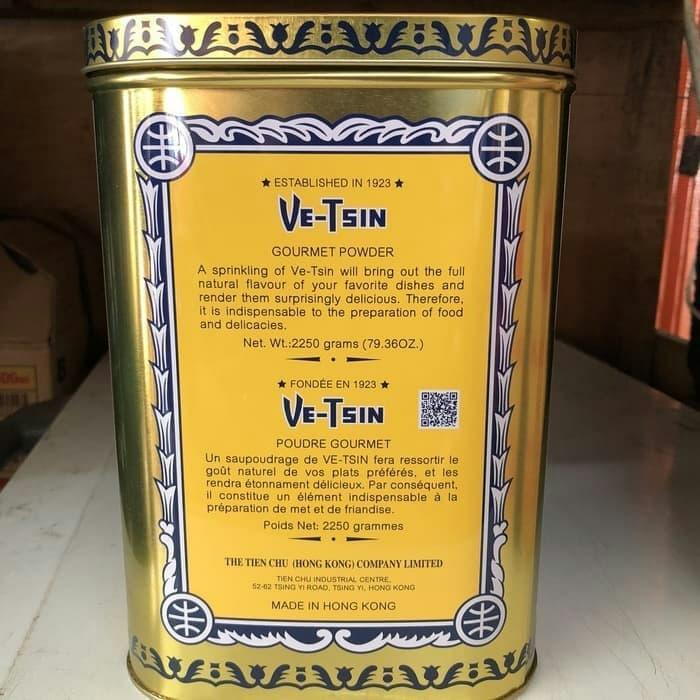 ★ ESTABLISHED IN 1923 ★
VE-TSIN
GOURMET POWDER
A sprinkling of Ve-Tsin will bring out the full
natural flavour of your favorite dishes and
render them surprisingly delicious. Therefore,
it is indispensable to the preparation of food
and delicacies.
Net. Wt.:2250 grams (79.36OZ.)
★ FONDÉE EN 1923 ★
VE-TSIN
POUDRE GOURMET
Un saupoudrage de VE-TSIN fera ressortir le
goût naturel de vos plats préférés, et les
rendra étonnament délicieux. Par conséquent,
il constitue un élément indispensable à la
préparation de met et de friandise.
Poids Net: 2250 grammes
THE TIEN CHU (HONG KONG) COMPANY LIMITED
TIEN CHU INDUSTRIAL CENTRE,
52-62 TSING YI ROAD, TSING YI, HONG KONG
MADE IN HONG KONG